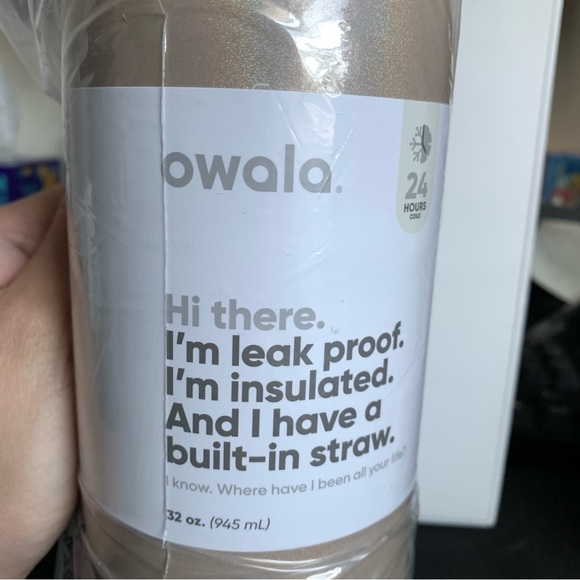 owala.
24
HOURS
COLD
Hi there.
I'm leak proof.
I'm insulated.
And I have a
built-in straw.
I know. Where have I been all your life?
32 oz. (945 mL)